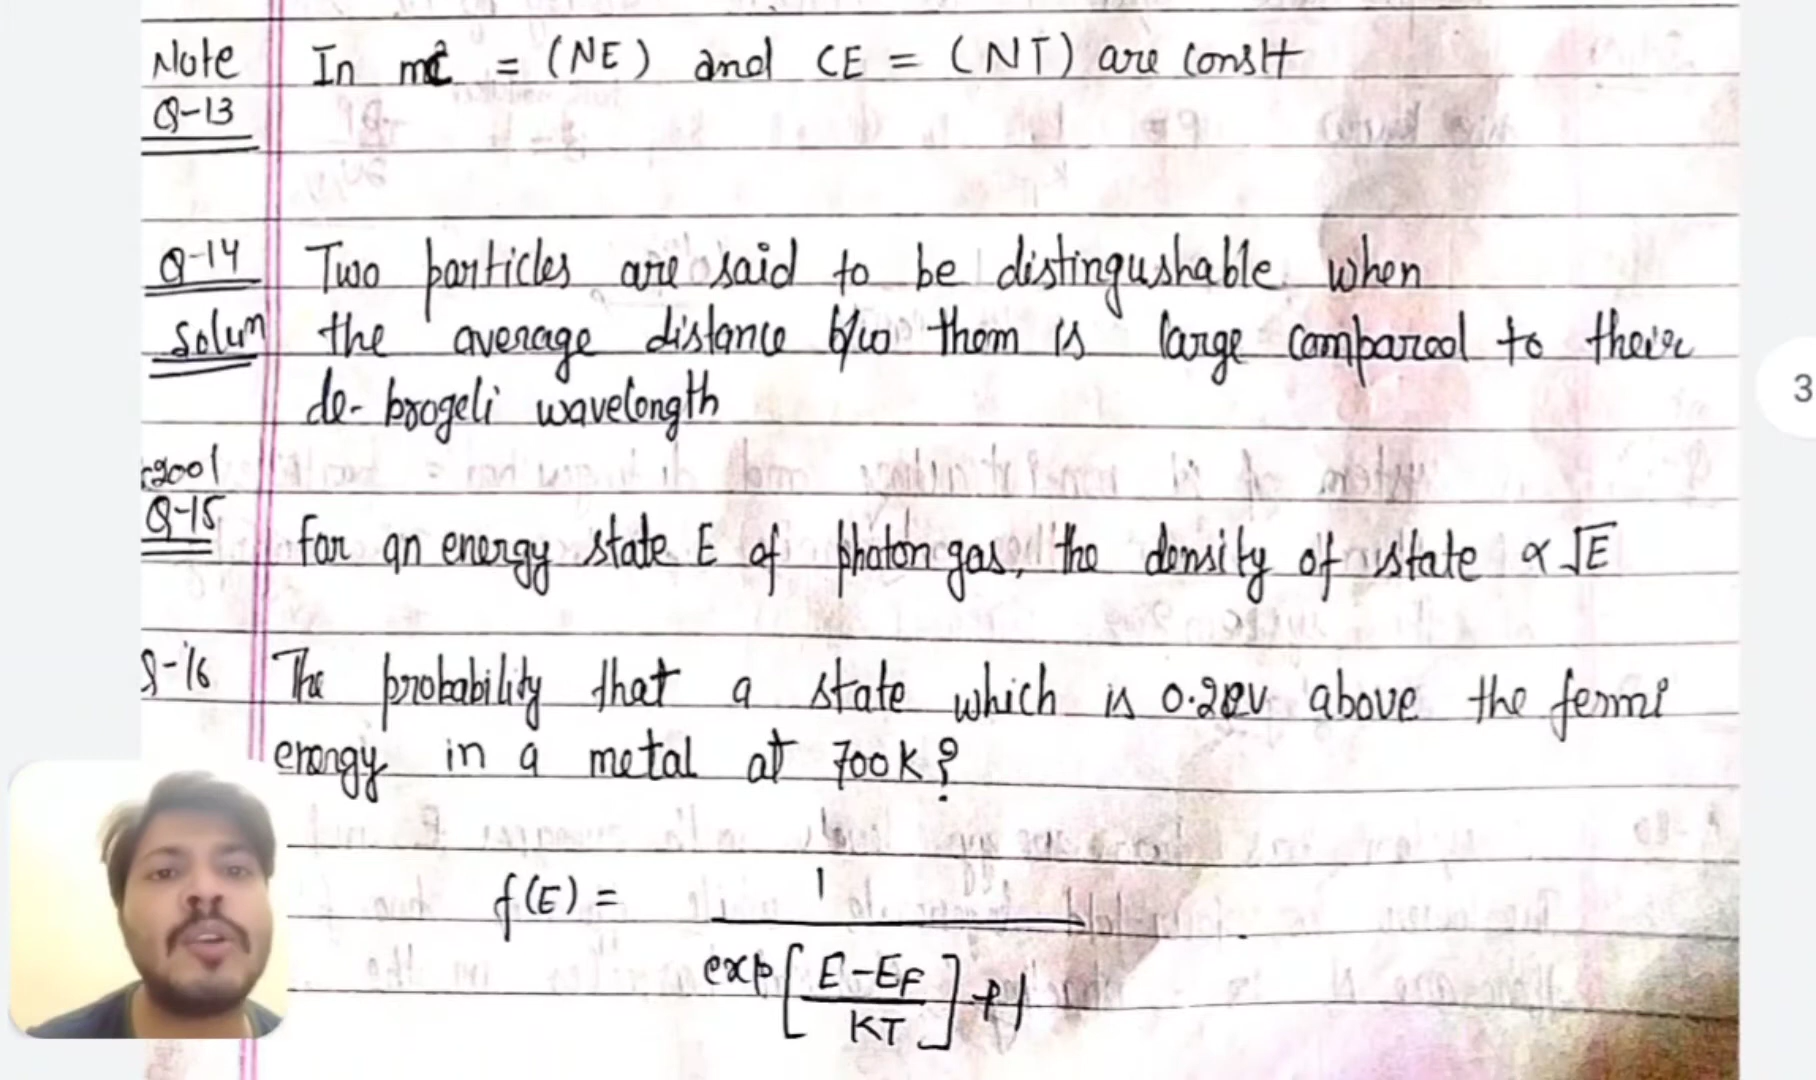 Note In mc = (NE) and CE = (NT) are constt
Q-13
Q-14 Two particles are said to be distingushable when
Solun the average distance b/w them is large compared to their
de-brogeli wavelength
2001
Q-15 for an energy state E of photon gas, the density of state ∝ √E
Q-16 The probability that a state which is 0.2eV above the fermi
energy in a metal at 700K?
f(E) = 1
exp[E-EF/KT]+1
3